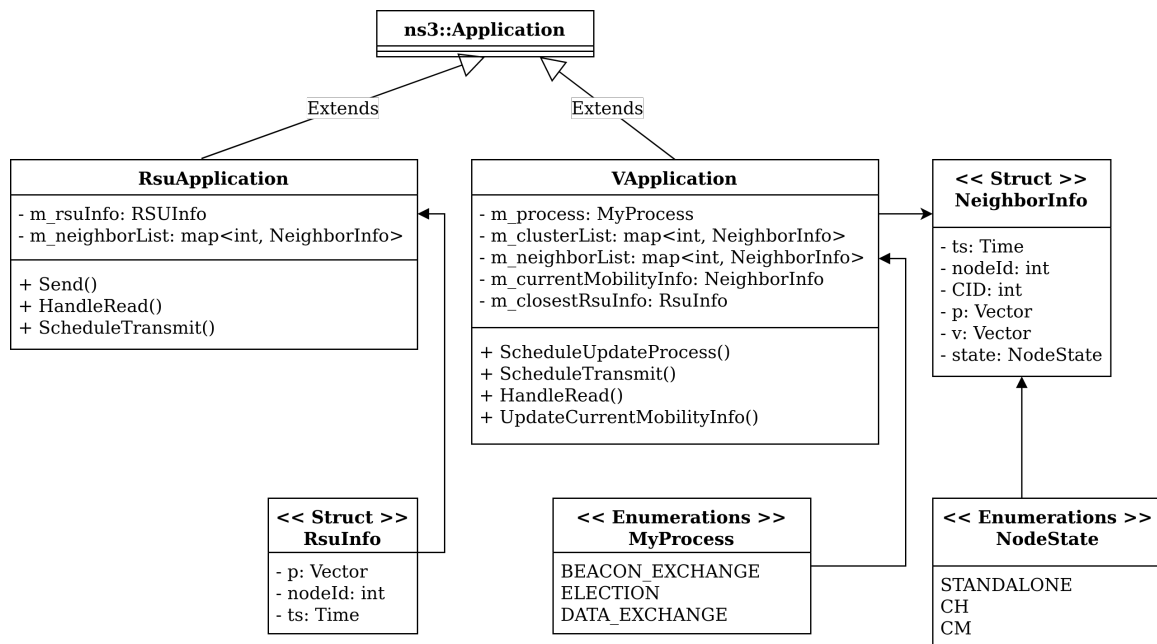 ns3::Application
Extends
Extends
RsuApplication
- m_rsuInfo: RSUInfo
- m_neighborList: map<int, NeighborInfo>
+ Send()
+ HandleRead()
+ ScheduleTransmit()
VApplication
- m_process: MyProcess
- m_clusterList: map<int, NeighborInfo>
- m_neighborList: map<int, NeighborInfo>
- m_currentMobilityInfo: NeighborInfo
- m_closestRsuInfo: RsuInfo
+ ScheduleUpdateProcess()
+ ScheduleTransmit()
+ HandleRead()
+ UpdateCurrentMobilityInfo()
<< Struct >>
NeighborInfo
- ts: Time
- nodeId: int
- CID: int
- p: Vector
- v: Vector
- state: NodeState
<< Struct >>
RsuInfo
- p: Vector
- nodeId: int
- ts: Time
<< Enumerations >>
MyProcess
BEACON_EXCHANGE
ELECTION
DATA_EXCHANGE
<< Enumerations >>
NodeState
STANDALONE
CH
CM